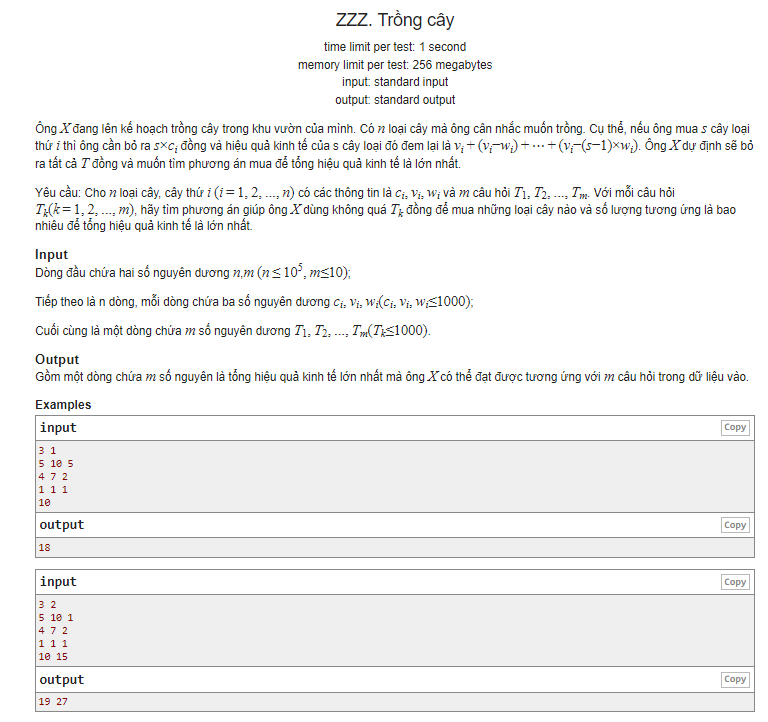 ZZZ. Trồng cây
time limit per test: 1 second
memory limit per test: 256 megabytes
input: standard input
output: standard output
Ông X đang lên kế hoạch trồng cây trong khu vườn của mình. Có n loại cây mà ông cân nhắc muốn trồng. Cụ thể, nếu ông mua s cây loại
thứ i thì ông cần bỏ ra s×c_i đồng và hiệu quả kinh tế của s cây loại đó đem lại là v_i + (v_i−w_i) + ⋯ + (v_i−(s−1)×w_i). Ông X dự định sẽ bỏ
ra tất cả T đồng và muốn tìm phương án mua để tổng hiệu quả kinh tế là lớn nhất.
Yêu cầu: Cho n loại cây, cây thứ i (i = 1, 2, ..., n) có các thông tin là c_i, v_i, w_i và m câu hỏi T_1, T_2, ..., T_m. Với mỗi câu hỏi
T_k(k = 1, 2, ..., m), hãy tìm phương án giúp ông X dùng không quá T_k đồng để mua những loại cây nào và số lượng tương ứng là bao
nhiêu để tổng hiệu quả kinh tế là lớn nhất.
Input
Dòng đầu chứa hai số nguyên dương n,m (n ≤ 10^5, m≤10);
Tiếp theo là n dòng, mỗi dòng chứa ba số nguyên dương c_i, v_i, w_i(c_i, v_i, w_i≤1000);
Cuối cùng là một dòng chứa m số nguyên dương T_1, T_2, ..., T_m(T_k≤1000).
Output
Gồm một dòng chứa m số nguyên là tổng hiệu quả kinh tế lớn nhất mà ông X có thể đạt được tương ứng với m câu hỏi trong dữ liệu vào.
Examples
input Copy
3 1
5 10 5
4 7 2
1 1 1
10
output Copy
18
input Copy
3 2
5 10 1
4 7 2
1 1 1
10 15
output Copy
19 27